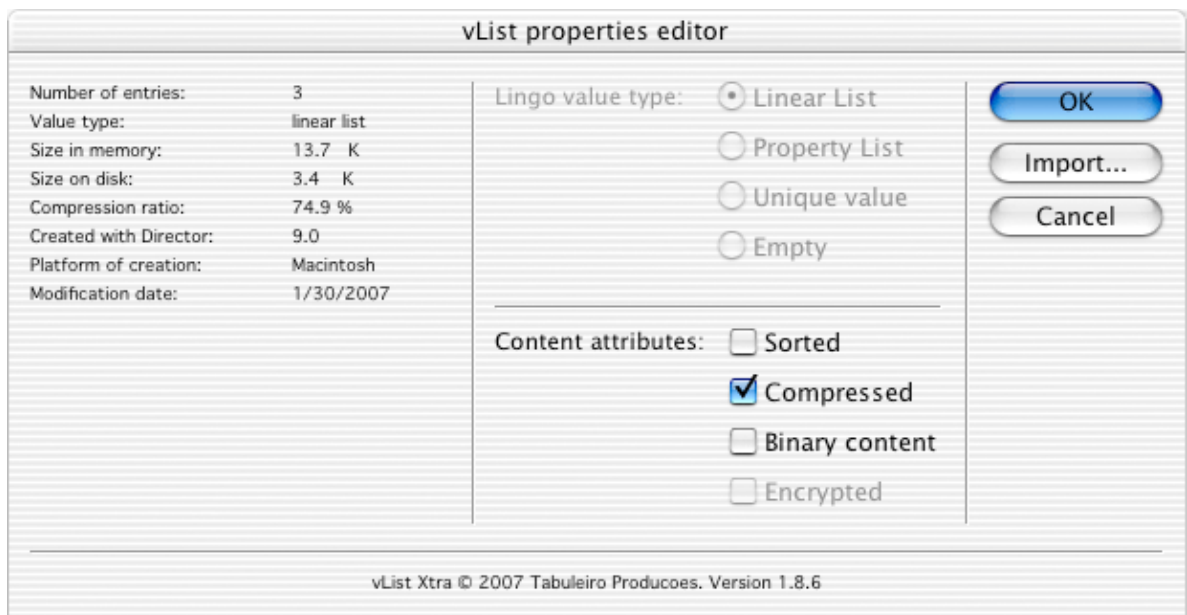 vList properties editor
Number of entries: 3
Value type: linear list
Size in memory: 13.7 K
Size on disk: 3.4 K
Compression ratio: 74.9 %
Created with Director: 9.0
Platform of creation: Macintosh
Modification date: 1/30/2007
Lingo value type: Linear List
Property List
Unique value
Empty
Content attributes: Sorted
Compressed
Binary content
Encrypted
OK
Import...
Cancel
vList Xtra © 2007 Tabuleiro Producoes. Version 1.8.6